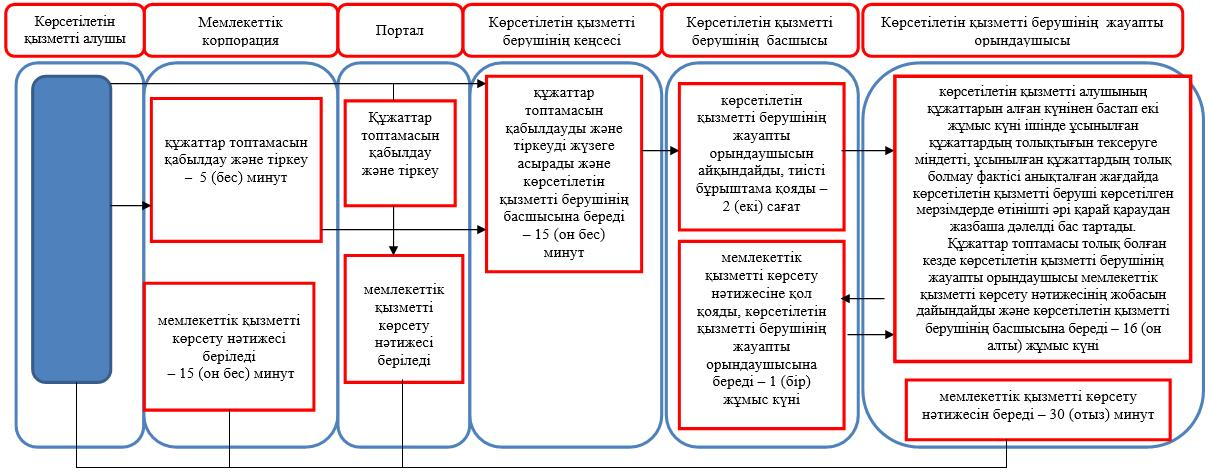 Көрсетілетін
қызметті алушы
Мемлекеттік
корпорация
Портал
Көрсетілетін қызметті
берушінің кеңсесі
Көрсетілетін қызметті
берушінің басшысы
Көрсетілетін қызметті берушінің жауапты
орындаушысы
құжаттар топтамасын
қабылдау және тіркеу
– 5 (бес) минут
мемлекеттік қызметті
көрсету нәтижесі
беріледі
– 15 (он бес) минут
Құжаттар
топтамасын
қабылдау
және тіркеу
мемлекеттік
қызметті
көрсету
нәтижесі
беріледі
құжаттар
топтамасын
қабылдауды және
тіркеуді жүзеге
асырады және
көрсетілетін
қызметті берушінің
басшысына береді
– 15 (он бес)
минут
көрсетілетін
қызметті берушінің
жауапты
орындаушысын
айқындайды, тиісті
бұрыштама қояды –
2 (екі) сағат
мемлекеттік
қызметті көрсету
нәтижесіне қол
қояды, көрсетілетін
қызметті берушінің
жауапты
орындаушысына
береді – 1 (бір)
жұмыс күні
көрсетілетін қызметті алушының
құжаттарын алған күнінен бастап екі
жұмыс күні ішінде ұсынылған
құжаттардың толықтығын тексеруге
міндетті, ұсынылған құжаттардың толық
болмау фактісі анықталған жағдайда
көрсетілетін қызметті беруші көрсетілген
мерзімдерде өтінішті әрі қарай қараудан
жазбаша дәлелді бас тартады.
Құжаттар топтамасы толық болған
кезде көрсетілетін қызметті берушінің
жауапты орындаушысы мемлекеттік
қызметті көрсету нәтижесінің жобасын
дайындайды және көрсетілетін қызметті
берушінің басшысына береді – 16 (он
алты) жұмыс күні
мемлекеттік қызметті көрсету
нәтижесін береді – 30 (отыз) минут